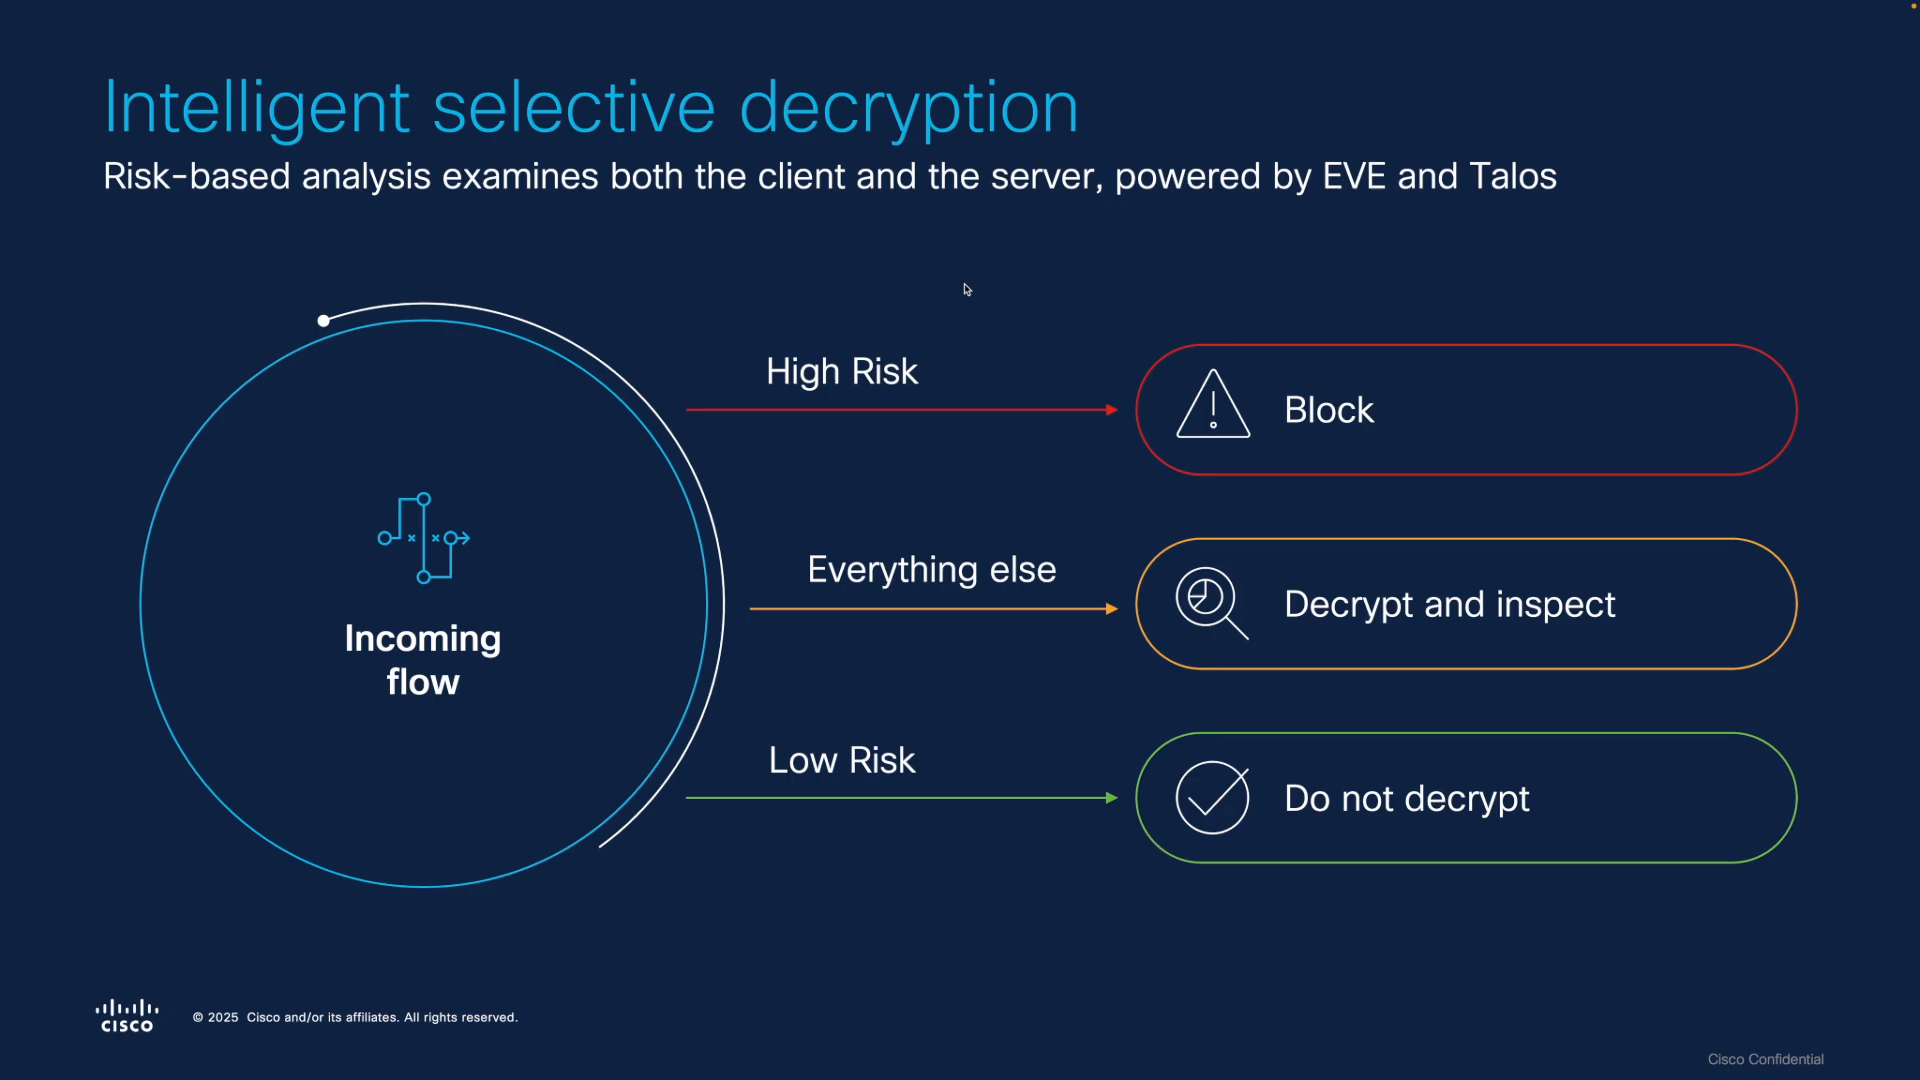 Intelligent selective decryption
Risk-based analysis examines both the client and the server, powered by EVE and Talos
High Risk
Block
Everything else
Decrypt and inspect
Incoming
flow
Low Risk
Do not decrypt
CISCO
© 2025 Cisco and/or its affiliates. All rights reserved.
Cisco Confidential